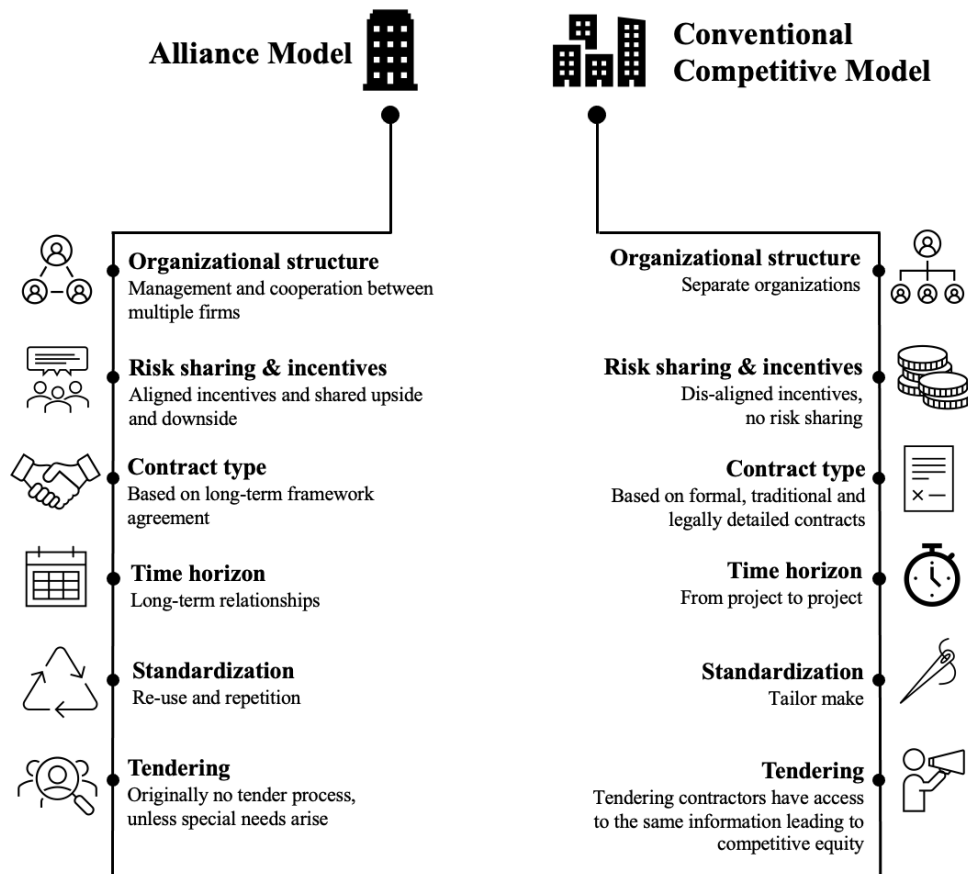 Alliance Model
Conventional
Competitive Model
Organizational structure
Management and cooperation between
multiple firms
Risk sharing & incentives
Aligned incentives and shared upside
and downside
Contract type
Based on long-term framework
agreement
Time horizon
Long-term relationships
Standardization
Re-use and repetition
Tendering
Originally no tender process,
unless special needs arise
Organizational structure
Separate organizations
Risk sharing & incentives
Dis-aligned incentives,
no risk sharing
Contract type
Based on formal, traditional and
legally detailed contracts
Time horizon
From project to project
Standardization
Tailor make
Tendering
Tendering contractors have access
to the same information leading to
competitive equity